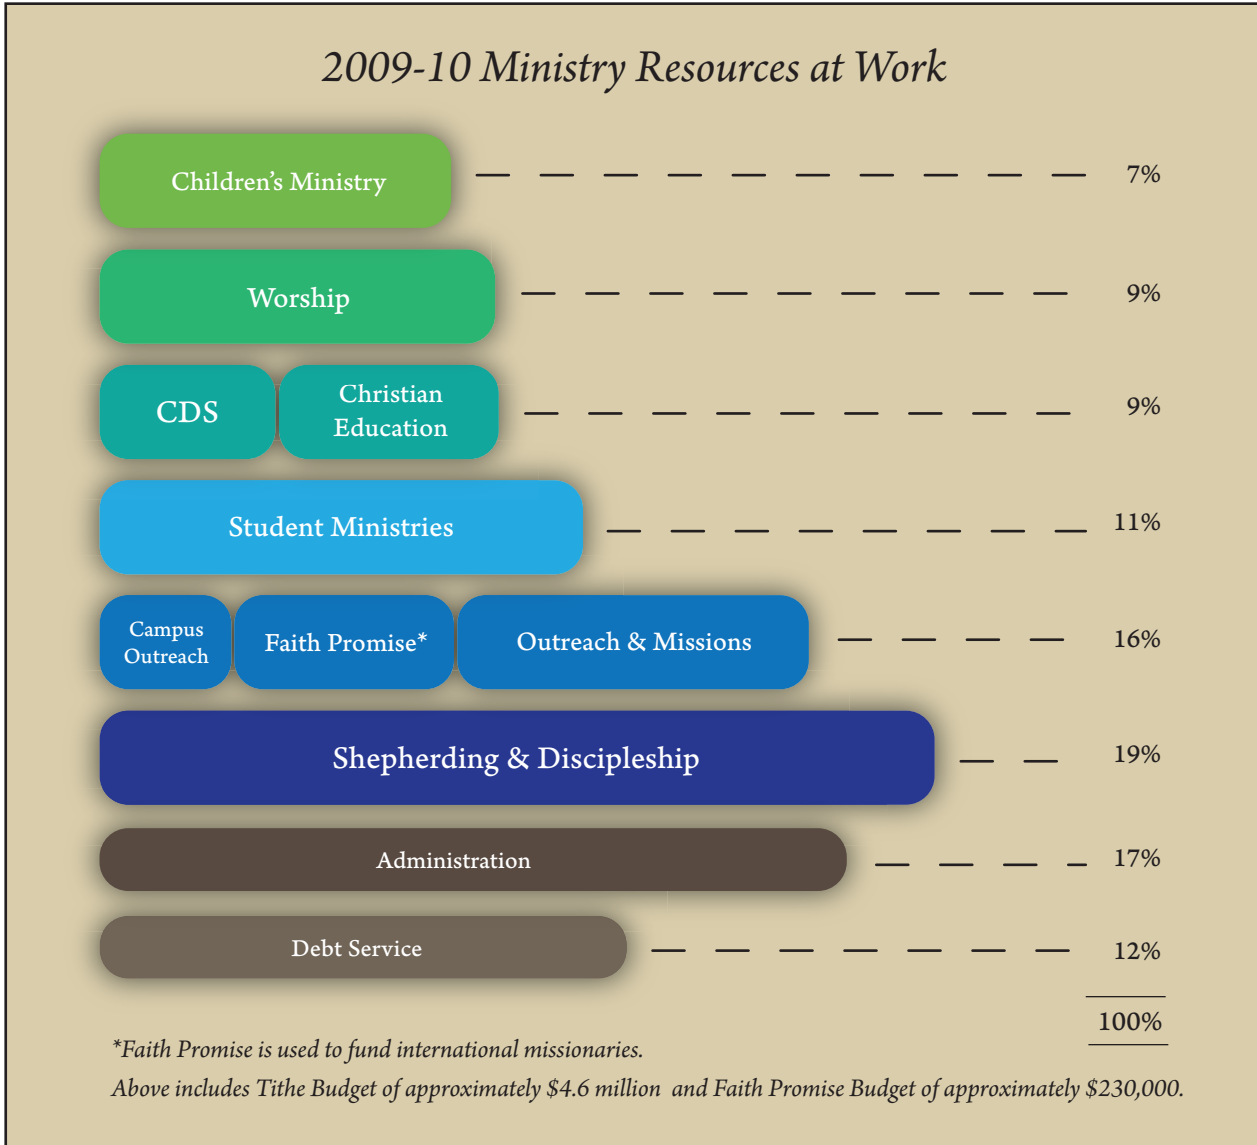 2009-10 Ministry Resources at Work
Children’s Ministry 7%
Worship 9%
CDS Christian Education 9%
Student Ministries 11%
Campus Outreach Faith Promise* Outreach & Missions 16%
Shepherding & Discipleship 19%
Administration 17%
Debt Service 12%
100%
*Faith Promise is used to fund international missionaries.
Above includes Tithe Budget of approximately $4.6 million and Faith Promise Budget of approximately $230,000.